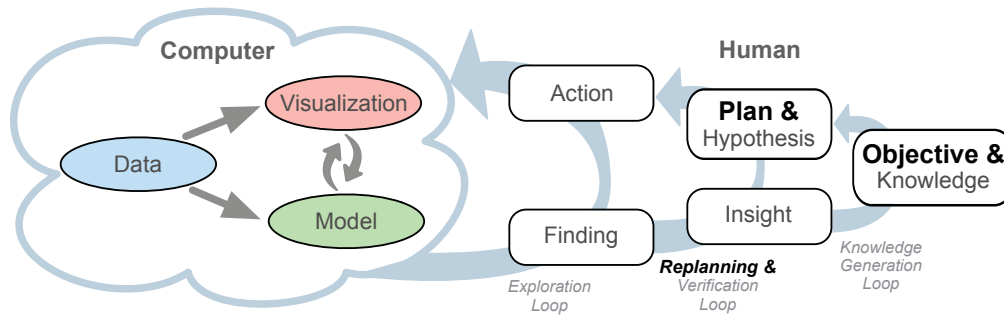 Computer
Human
Visualization
Data
Model
Action
Plan &
Hypothesis
Objective &
Knowledge
Finding
Insight
Exploration
Loop
Replanning &
Verification
Loop
Knowledge
Generation
Loop